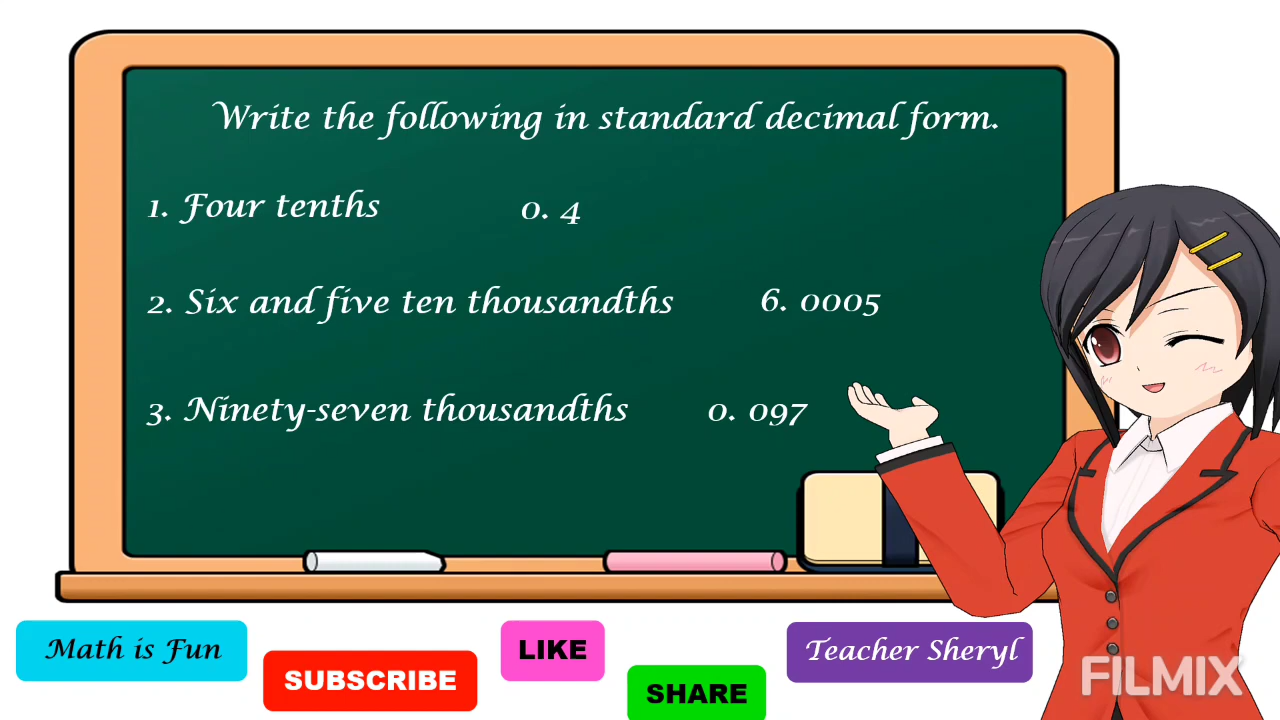 Write the following in standard decimal form.
1. Four tenths 0. 4
2. Six and five ten thousandths 6. 0005
3. Ninety-seven thousandths 0. 097
Math is Fun
SUBSCRIBE
LIKE
SHARE
Teacher Sheryl
FILMIX